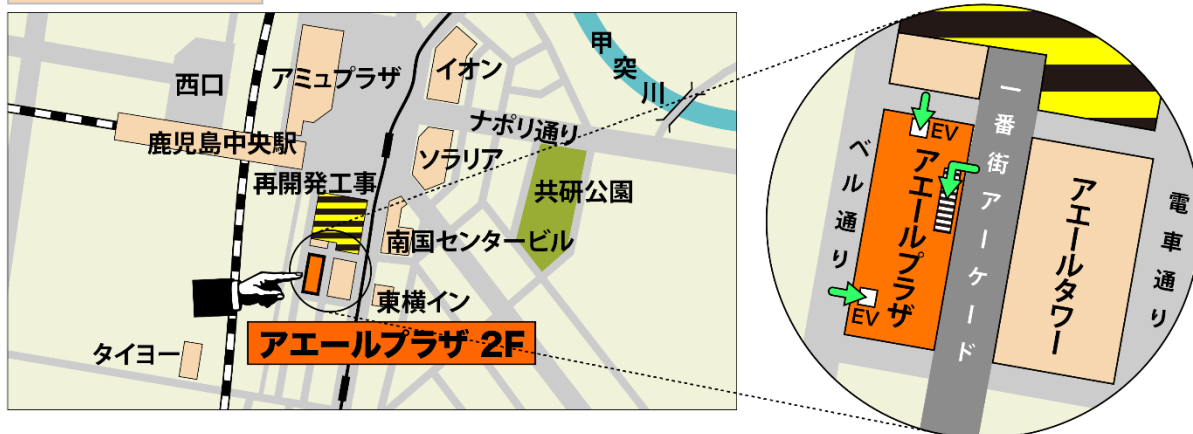 西口
アミュプラザ
イオン
甲突川
ナポリ通り
鹿児島中央駅
ソラリア
再開発工事
共研公園
南国センタービル
東横イン
アエールプラザ 2F
タイヨー
一番街アーケード
EV
ベル通り
アエールプラザ
アエールタワー
電車通り
EV